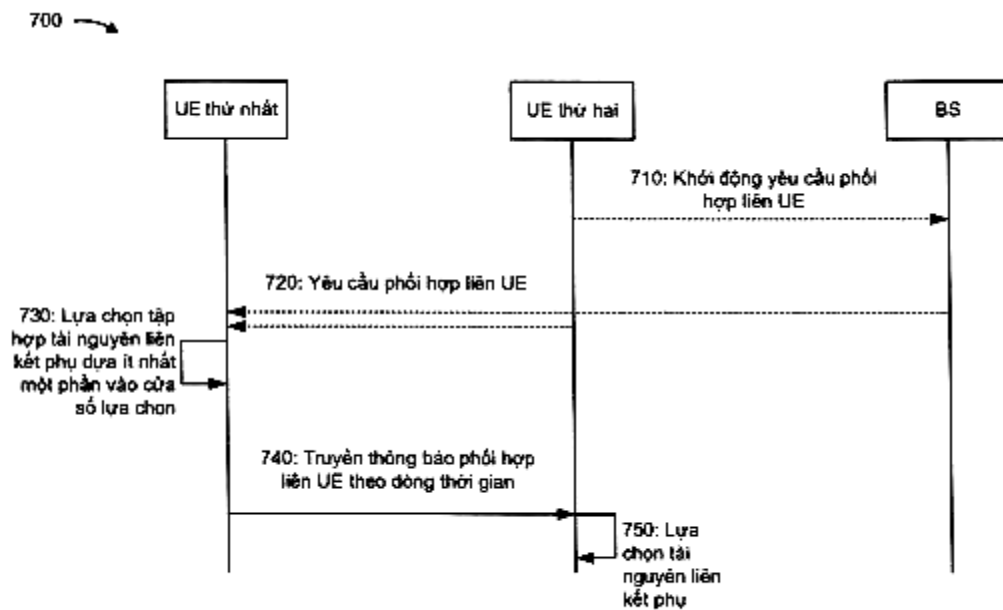 700
UE thứ nhất
UE thứ hai
BS
710: Khởi động yêu cầu phối
hợp liên UE
720: Yêu cầu phối hợp liên UE
730: Lựa chọn tập
hợp tài nguyên liên
kết phụ dựa ít nhất
một phần vào cửa
sổ lựa chọn
740: Truyền thông báo phối hợp
liên UE theo dòng thời gian
750: Lựa
chọn tài
nguyên liên
kết phụ